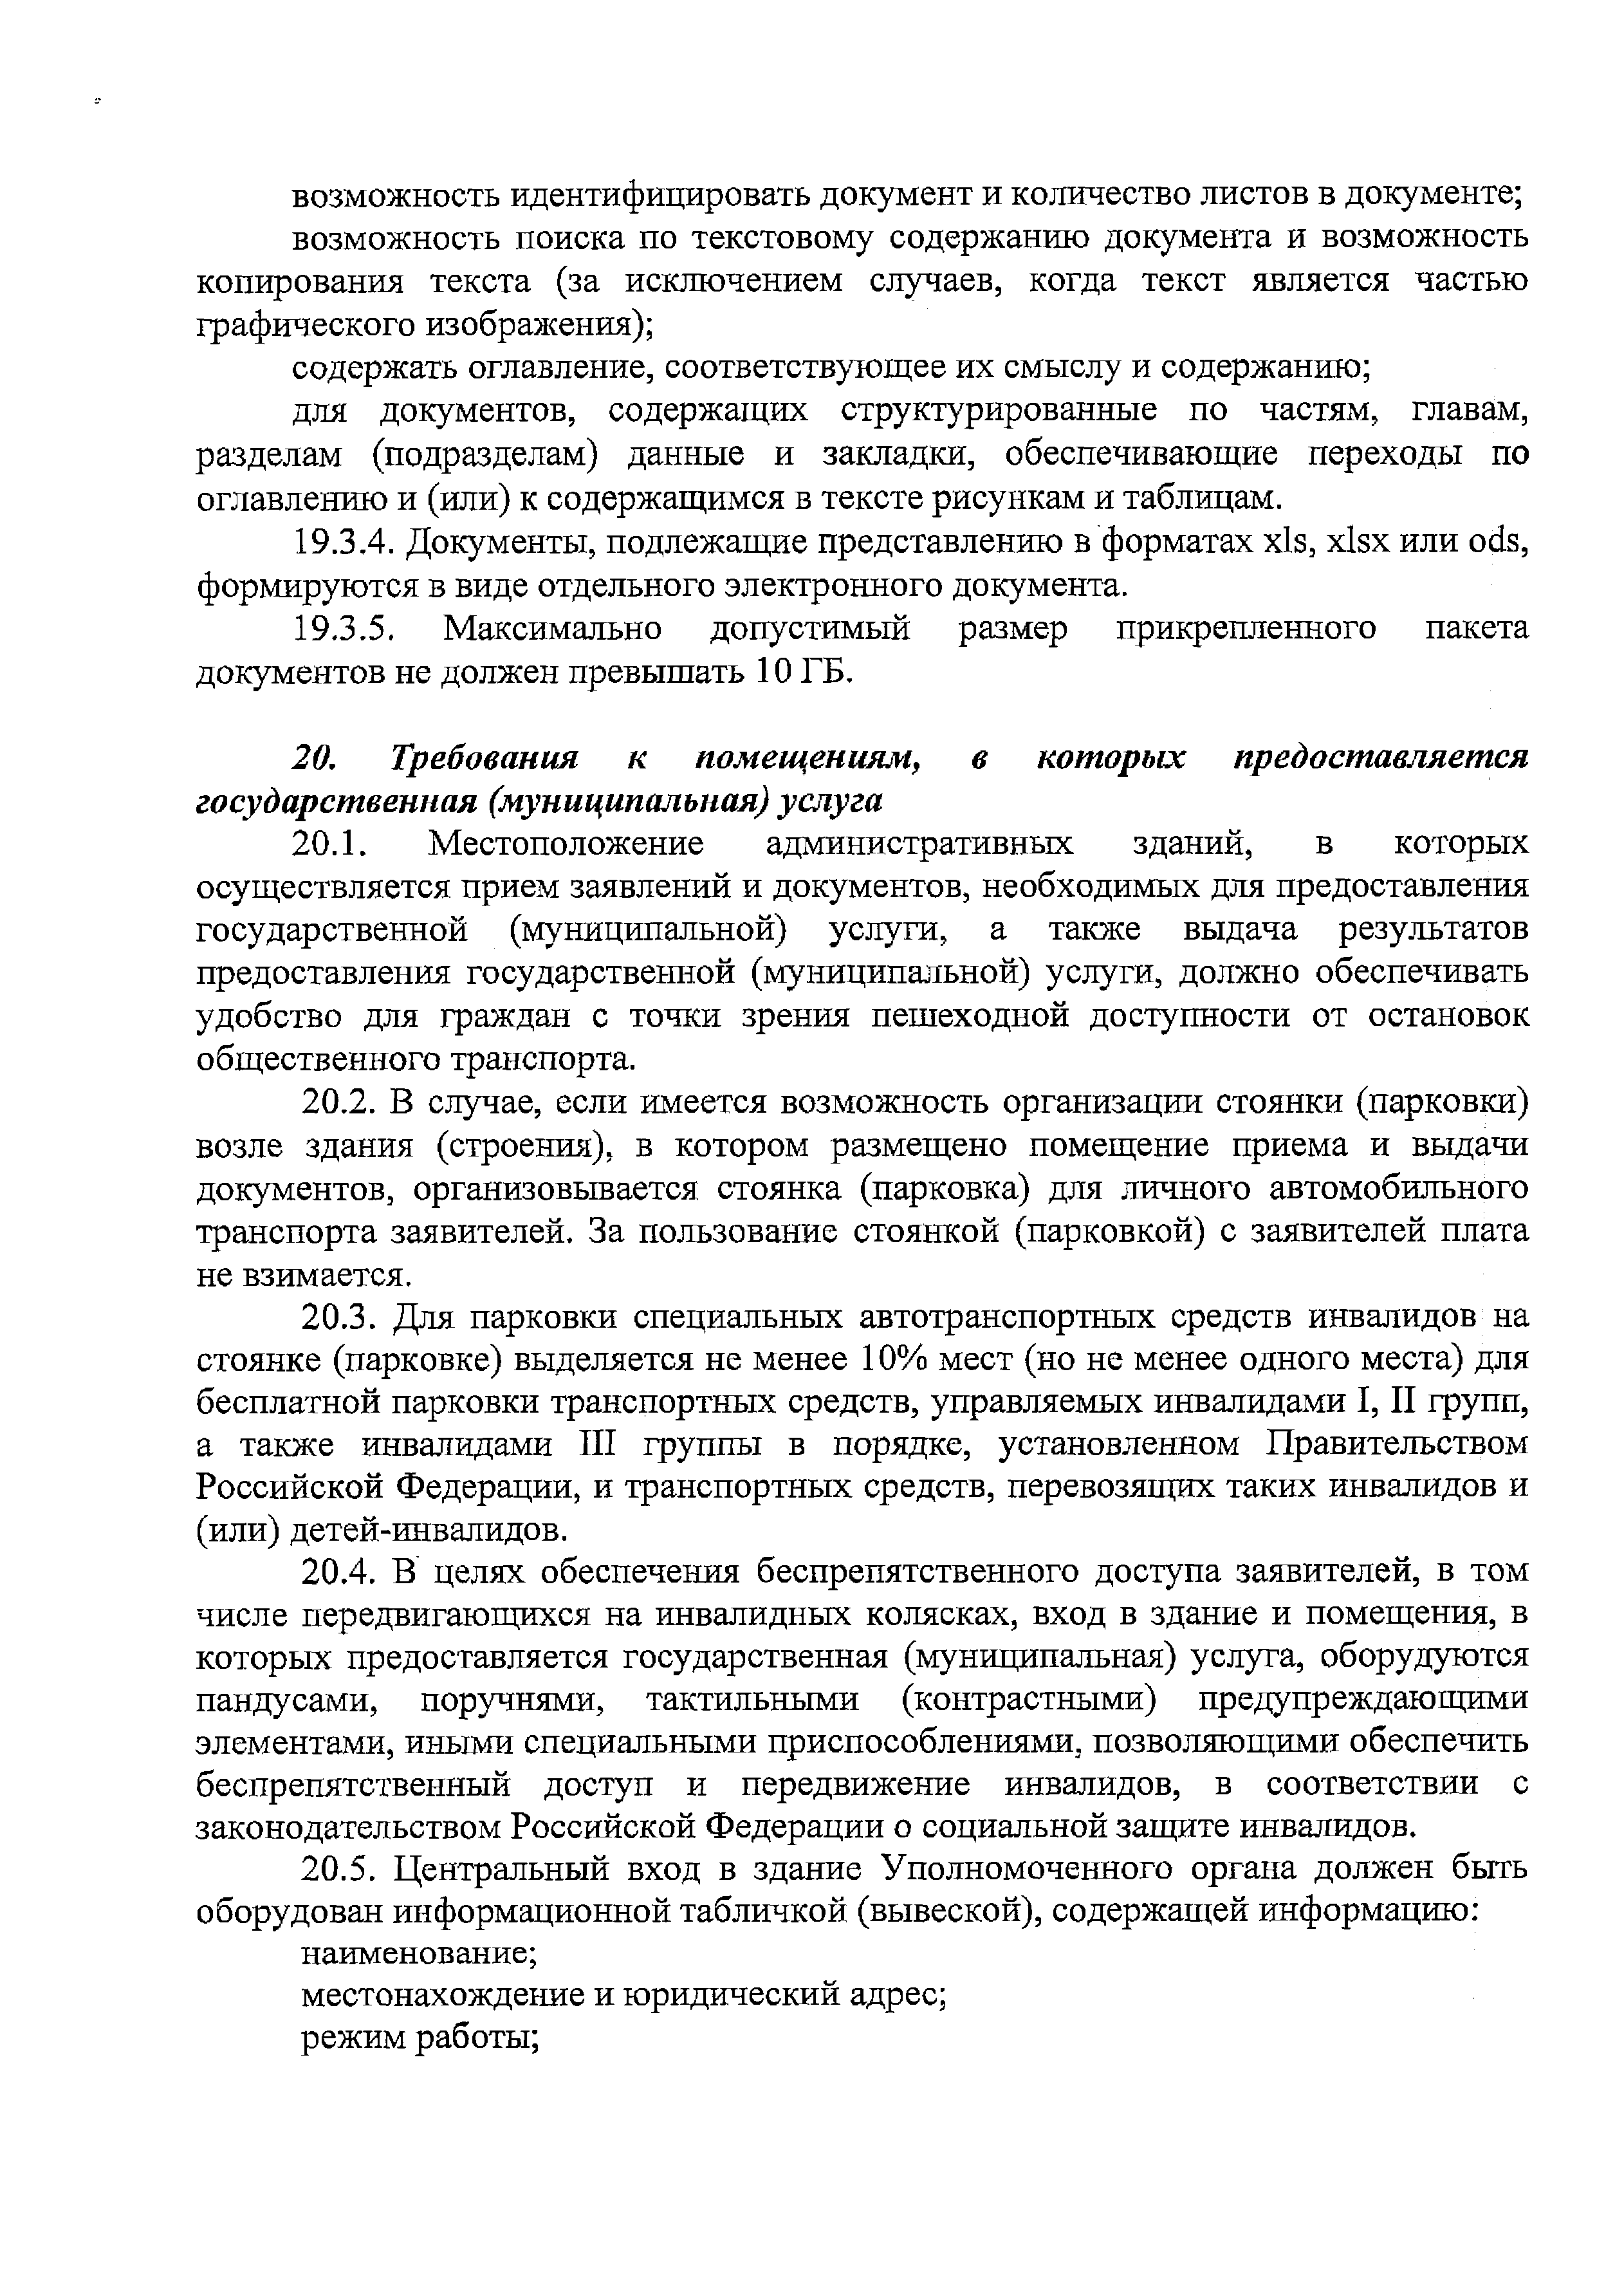 возможность идентифицировать документ и количество листов в документе;
возможность поиска по текстовому содержанию документа и возможность
копирования текста (за исключением случаев, когда текст является частью
графического изображения);
содержать оглавление, соответствующее их смыслу и содержанию;
для документов, содержащих структурированные по частям, главам,
разделам (подразделам) данные и закладки, обеспечивающие переходы по
оглавлению и (или) к содержащимся в тексте рисункам и таблицам.
19.3.4. Документы, подлежащие представлению в форматах xls, xlsx или ods,
формируются в виде отдельного электронного документа.
19.3.5. Максимально допустимый размер прикрепленного пакета
документов не должен превышать 10 ГБ.
20. Требования к помещениям, в которых предоставляется
государственная (муниципальная) услуга
20.1. Местоположение административных зданий, в которых
осуществляется прием заявлений и документов, необходимых для предоставления
государственной (муниципальной) услуги, а также выдача результатов
предоставления государственной (муниципальной) услуги, должно обеспечивать
удобство для граждан с точки зрения пешеходной доступности от остановок
общественного транспорта.
20.2. В случае, если имеется возможность организации стоянки (парковки)
возле здания (строения), в котором размещено помещение приема и выдачи
документов, организовывается стоянка (парковка) для личного автомобильного
транспорта заявителей. За пользование стоянкой (парковкой) с заявителей плата
не взимается.
20.3. Для парковки специальных автотранспортных средств инвалидов на
стоянке (парковке) выделяется не менее 10% мест (но не менее одного места) для
бесплатной парковки транспортных средств, управляемых инвалидами I, II групп,
а также инвалидами III группы в порядке, установленном Правительством
Российской Федерации, и транспортных средств, перевозящих таких инвалидов и
(или) детей-инвалидов.
20.4. В целях обеспечения беспрепятственного доступа заявителей, в том
числе передвигающихся на инвалидных колясках, вход в здание и помещения, в
которых предоставляется государственная (муниципальная) услуга, оборудуются
пандусами, поручнями, тактильными (контрастными) предупреждающими
элементами, иными специальными приспособлениями, позволяющими обеспечить
беспрепятственный доступ и передвижение инвалидов, в соответствии с
законодательством Российской Федерации о социальной защите инвалидов.
20.5. Центральный вход в здание Уполномоченного органа должен быть
оборудован информационной табличкой (вывеской), содержащей информацию:
наименование;
местонахождение и юридический адрес;
режим работы;